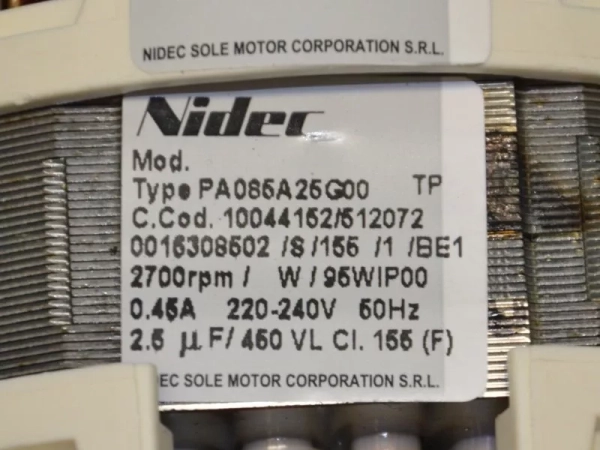 NIDEC SOLE MOTOR CORPORATION S.R.L.
Nidec
Mod.
Type PA085A25G00 TP
C.Cod. 10044152/512072
0016308502 /S/155 /1 /BE1
2700rpm/ W/95WIP00
0.45A 220-240V 50Hz
2.5 µF/450 VL Cl. 155 (F)
NIDEC SOLE MOTOR CORPORATION S.R.L.